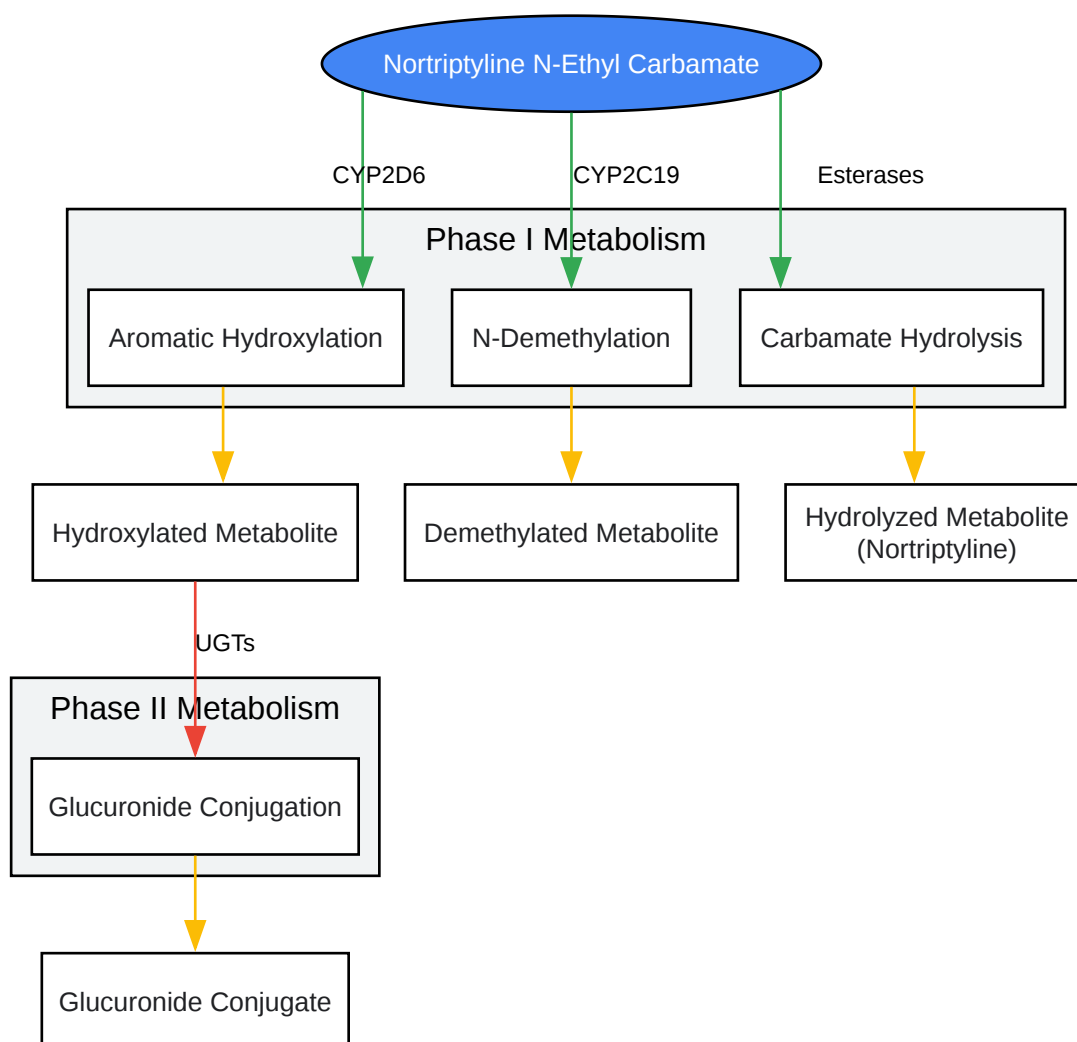 Nortriptyline N-Ethyl Carbamate
CYP2D6
CYP2C19
Esterases
Phase I Metabolism
Aromatic Hydroxylation
N-Demethylation
Carbamate Hydrolysis
Hydroxylated Metabolite
Demethylated Metabolite
Hydrolyzed Metabolite
(Nortriptyline)
UGTs
Phase II Metabolism
Glucuronide Conjugation
Glucuronide Conjugate